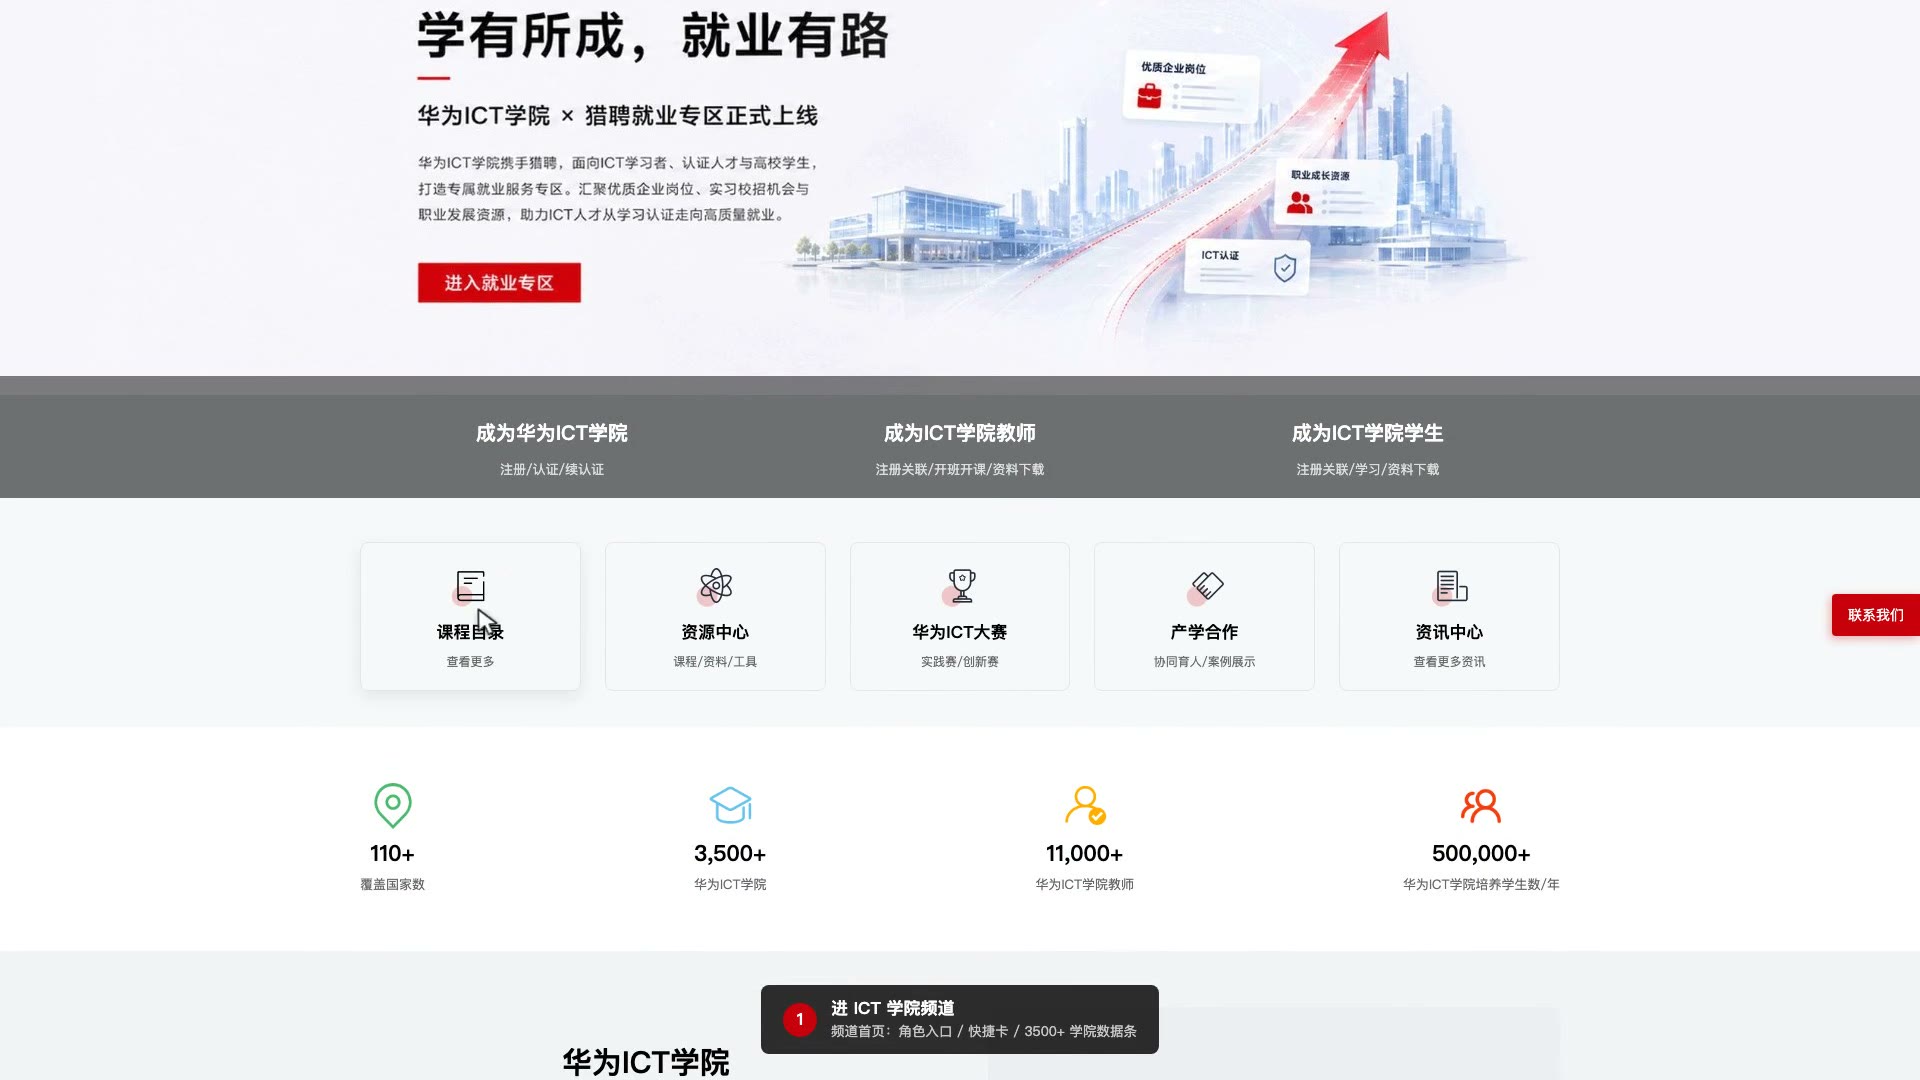 学有所成，就业有路
华为ICT学院 × 猎聘就业专区正式上线
华为ICT学院携手猎聘，面向ICT学习者、认证人才与高校学生，
打造专属就业服务专区。汇聚优质企业岗位、实习校招机会与
职业发展资源，助力ICT人才从学习认证走向高质量就业。
进入就业专区
优质企业岗位
职业成长资源
ICT认证
成为华为ICT学院
注册/认证/续认证
成为ICT学院教师
注册关联/开班开课/资料下载
成为ICT学院学生
注册关联/学习/资料下载
课程目录
查看更多
资源中心
课程/资料/工具
华为ICT大赛
实践赛/创新赛
产学合作
协同育人/案例展示
资讯中心
查看更多资讯
联系我们
110+
覆盖国家数
3,500+
华为ICT学院
11,000+
华为ICT学院教师
500,000+
华为ICT学院培养学生数/年
华为ICT学院
1
进 ICT 学院频道
频道首页：角色入口 / 快捷卡 / 3500+ 学院数据条